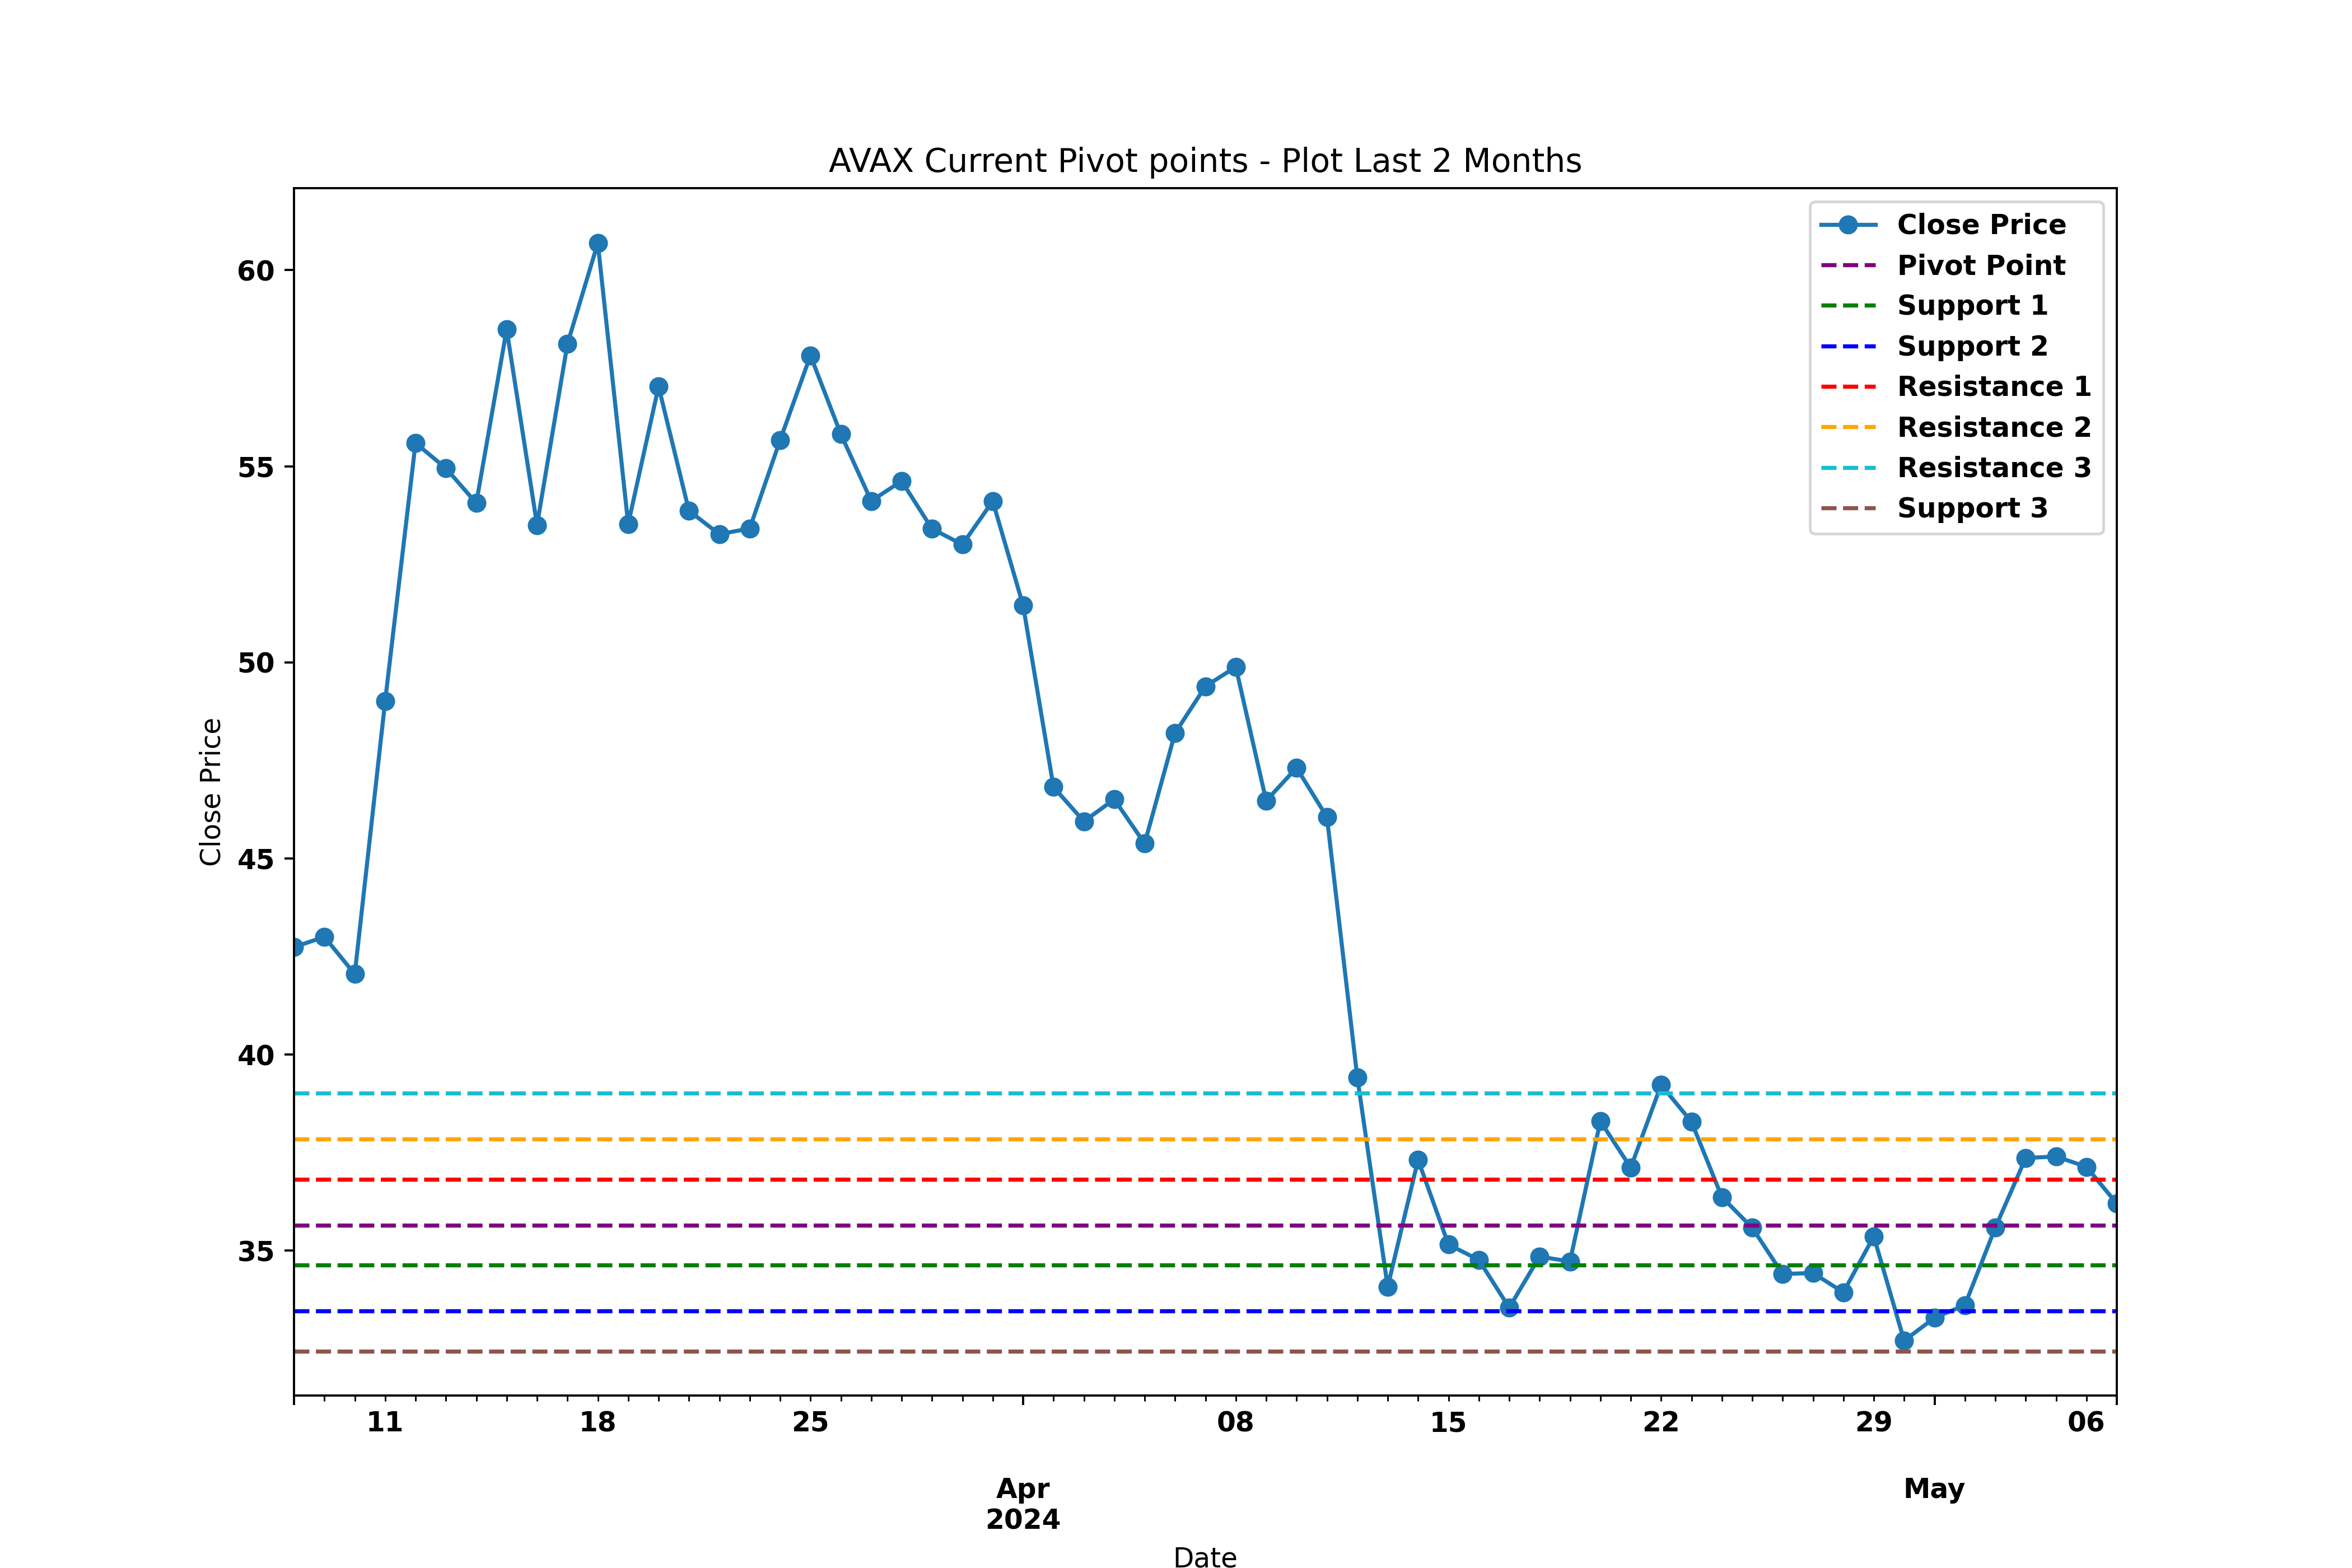 AVAX Current Pivot points - Plot Last 2 Months
Close Price
Pivot Point
Support 1
Support 2
Resistance 1
Resistance 2
Resistance 3
Support 3
60
55
50
45
40
35
Close Price
11 18 25 08 15 22 29 06
Apr May
2024
Date